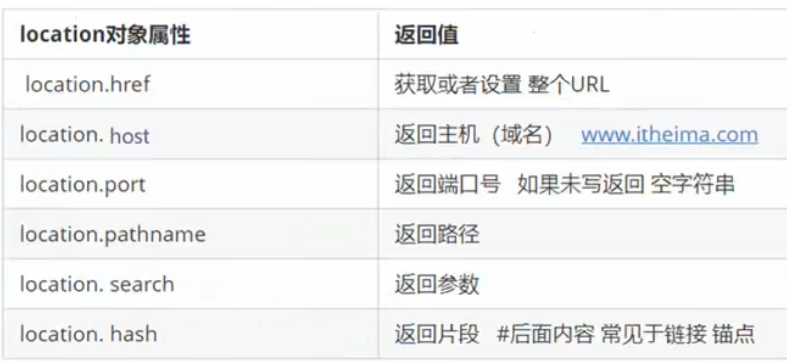 location对象属性 返回值
location.href 获取或者设置 整个URL
location. host 返回主机（域名） www.itheima.com
location.port 返回端口号 如果未写返回 空字符串
location.pathname 返回路径
location. search 返回参数
location. hash 返回片段 #后面内容 常见于链接 锚点